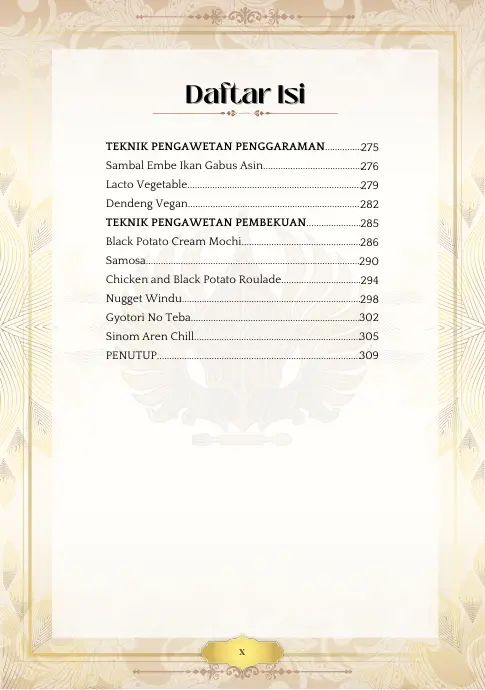 Daftar Isi
TEKNIK PENGAWETAN PENGGARAMAN...............275
Sambal Embe Ikan Gabus Asin....................................276
Lacto Vegetable................................................................279
Dendeng Vegan................................................................282
TEKNIK PENGAWETAN PEMBEKUAN....................285
Black Potato Cream Mochi............................................286
Samosa...............................................................................290
Chicken and Black Potato Roulade.............................294
Nugget Windu..................................................................298
Gyotori No Teba...............................................................302
Sinom Aren Chill..............................................................305
PENUTUP...........................................................................309
x